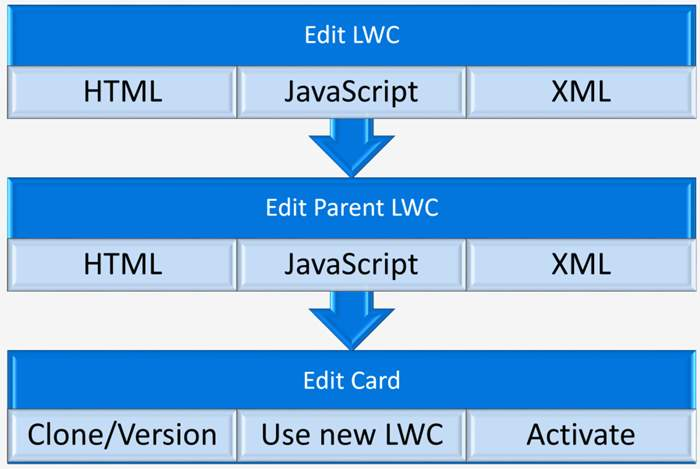 Edit LWC
HTML JavaScript XML
Edit Parent LWC
HTML JavaScript XML
Edit Card
Clone/Version Use new LWC Activate